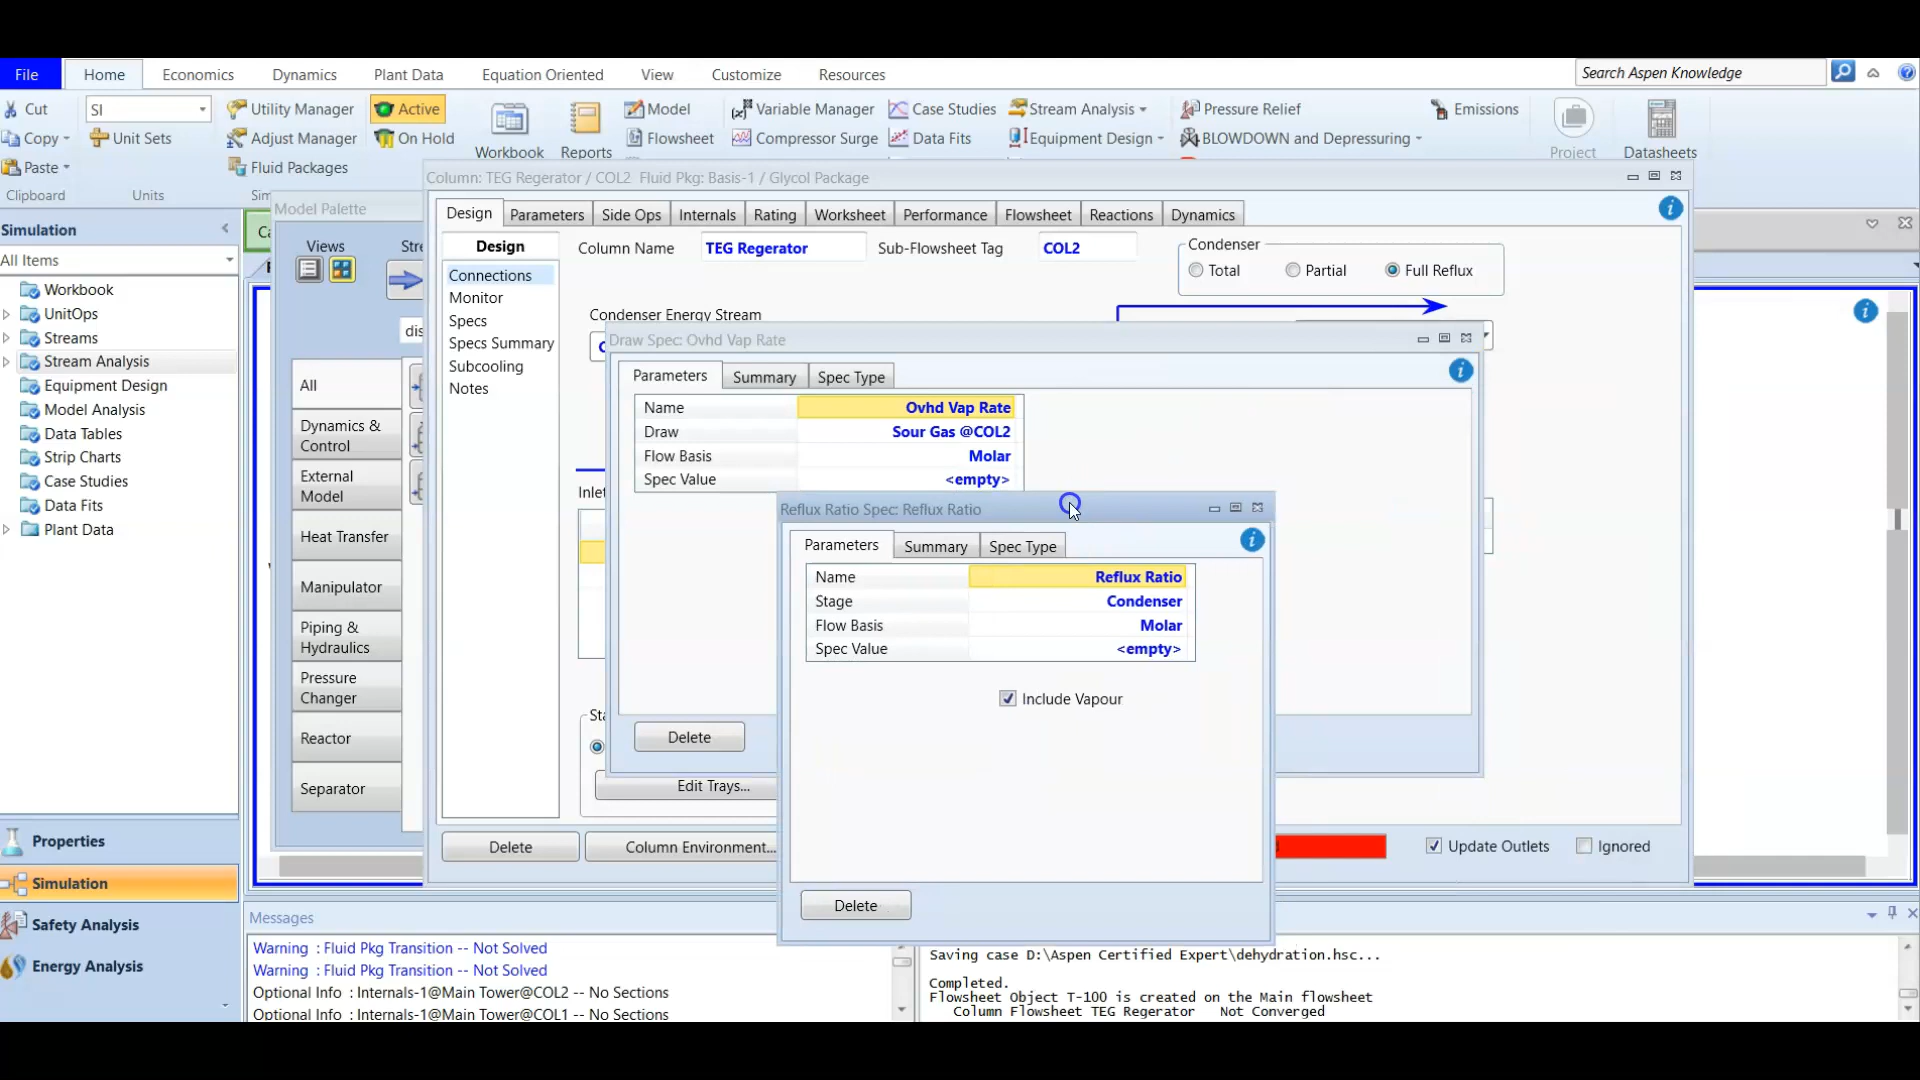 File Home Economics Dynamics Plant Data Equation Oriented View Customize Resources Search Aspen Knowledge
Cut SI Utility Manager Active Model Variable Manager Case Studies Stream Analysis Pressure Relief Emissions
Copy Unit Sets Adjust Manager On Hold Workbook Reports Flowsheet Compressor Surge Data Fits Equipment Design BLOWDOWN and Depressuring Project Datasheets
Paste Fluid Packages
Clipboard Units
Column: TEG Regerator / COL2 Fluid Pkg: Basis-1 / Glycol Package
Model Palette
Design Parameters Side Ops Internals Rating Worksheet Performance Flowsheet Reactions Dynamics
Simulation
All Items
Workbook
UnitOps
Streams
Stream Analysis
Equipment Design
Model Analysis
Data Tables
Strip Charts
Case Studies
Data Fits
Plant Data
Properties
Simulation
Safety Analysis
Energy Analysis
Views
All
Dynamics &
Control
External
Model
Heat Transfer
Manipulator
Piping &
Hydraulics
Pressure
Changer
Reactor
Separator
Design
Connections
Monitor
Specs
Specs Summary
Subcooling
Notes
Column Name TEG Regerator Sub-Flowsheet Tag COL2
Condenser
Total Partial Full Reflux
Condenser Energy Stream
Draw Spec: Ovhd Vap Rate
Parameters Summary Spec Type
Name Ovhd Vap Rate
Draw Sour Gas @COL2
Flow Basis Molar
Spec Value <empty>
Delete
Reflux Ratio Spec: Reflux Ratio
Parameters Summary Spec Type
Name Reflux Ratio
Stage Condenser
Flow Basis Molar
Spec Value <empty>
Include Vapour
Delete
Edit Trays...
Delete Column Environment... Update Outlets Ignored
Messages
Warning : Fluid Pkg Transition -- Not Solved
Warning : Fluid Pkg Transition -- Not Solved
Optional Info : Internals-1@Main Tower@COL2 -- No Sections
Optional Info : Internals-1@Main Tower@COL1 -- No Sections
Saving case D:\Aspen Certified Expert\dehydration.hsc...
Completed.
Flowsheet Object T-100 is created on the Main flowsheet
Column Flowsheet TEG Regerator Not Converged